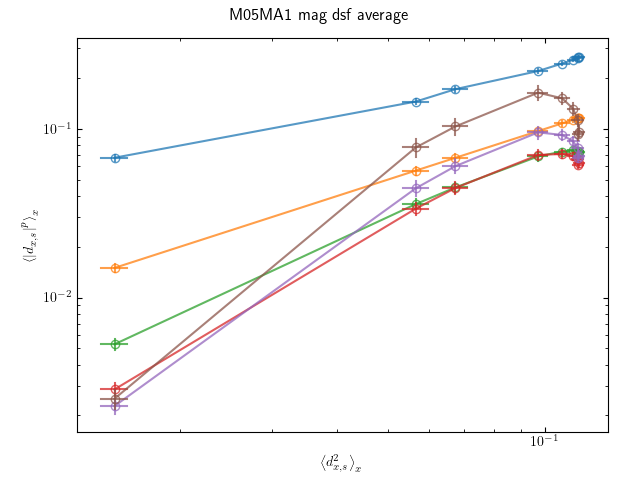 M05MA1 mag dsf average
⟨|d_{x,s}|^p⟩_x
10^{-1}
10^{-2}
10^{-1}
⟨d^2_{x,s}⟩_x